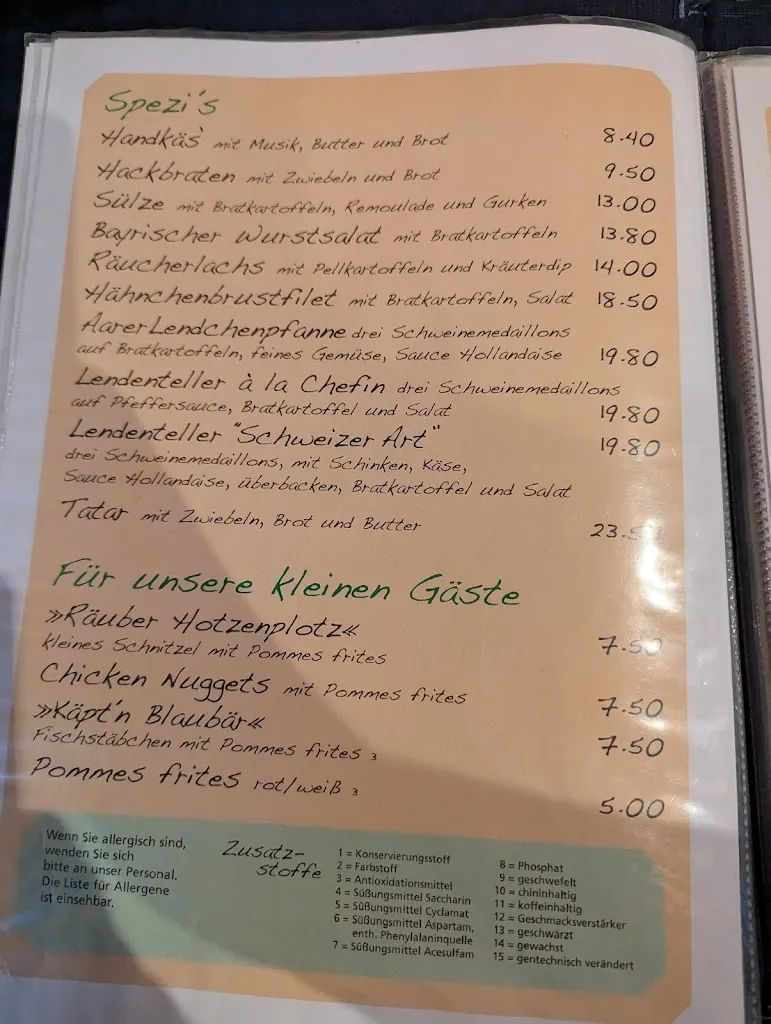 Spezi's
Handkäs mit Musik, Butter und Brot 8.40
Hackbraten mit Zwiebeln und Brot 9.50
Sülze mit Bratkartoffeln, Remoulade und Gurken 13.00
Bayrischer Wurstsalat mit Bratkartoffeln 13.80
Räucherlachs mit Pellkartoffeln und Kräuterdip 14.00
Hähnchenbrustfilet mit Bratkartoffeln, Salat 18.50
AarerLendchenpfanne drei Schweinemedaillons
auf Bratkartoffeln, feines Gemüse, Sauce Hollandaise 19.80
Lendenteller à la Chefin drei Schweinemedaillons
auf Pfeffersauce, Bratkartoffel und Salat 19.80
Lendenteller "Schweizer Art" 19.80
drei Schweinemedaillons, mit Schinken, Käse,
Sauce Hollandaise, überbacken, Bratkartoffel und Salat
Tatar mit Zwiebeln, Brot und Butter
Für unsere kleinen Gäste
»Räuber Hotzenplotz«
kleines Schnitzel mit Pommes frites 7.50
Chicken Nuggets mit Pommes frites 7.50
»Käpt'n Blaubär«
Fischstäbchen mit Pommes frites 3 7.50
Pommes frites rot/weiß 3 5.00
Wenn Sie allergisch sind,
wenden Sie sich
bitte an unser Personal.
Die Liste für Allergene
ist einsehbar.
Zusatz-
stoffe
1 = Konservierungsstoff
2 = Farbstoff
3 = Antioxidationsmittel
4 = Süßungsmittel Saccharin
5 = Süßungsmittel Cyclamat
6 = Süßungsmittel Aspartam,
enth. Phenylalaninquelle
7 = Süßungsmittel Acesulfam
8 = Phosphat
9 = geschwefelt
10 = chininhaltig
11 = koffeinhaltig
12 = Geschmacksverstärker
13 = geschwärzt
14 = gewachst
15 = gentechnisch verändert